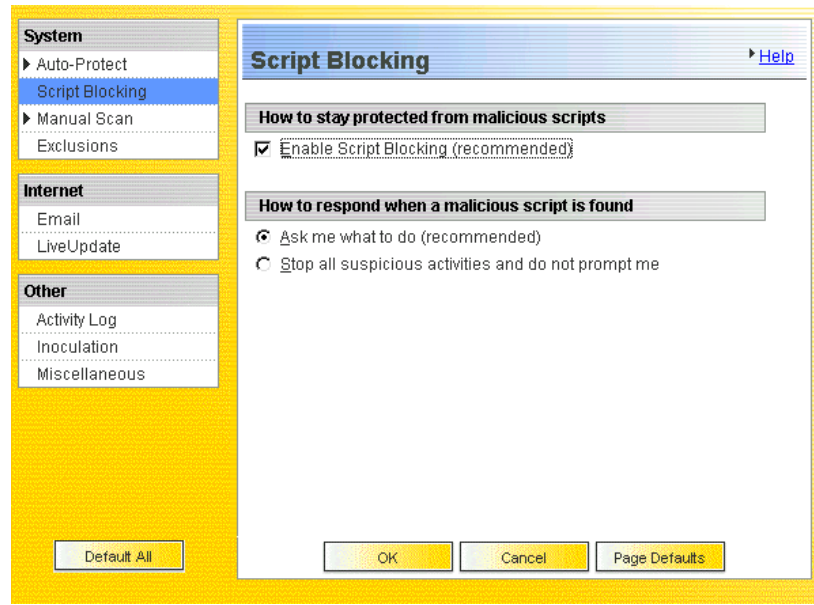 System
Auto-Protect
Script Blocking
Manual Scan
Exclusions
Internet
Email
LiveUpdate
Other
Activity Log
Inoculation
Miscellaneous
Default All
Script Blocking
Help
How to stay protected from malicious scripts
Enable Script Blocking (recommended)
How to respond when a malicious script is found
Ask me what to do (recommended)
Stop all suspicious activities and do not prompt me
OK
Cancel
Page Defaults